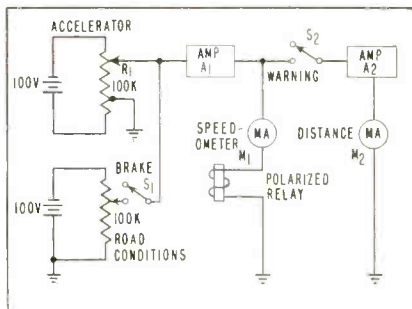 ACCELERATOR
100V
R1
100K
AMP
A1
S2
WARNING
AMP
A2
SPEED-
OMETER
MA
M1
DISTANCE
MA
M2
BRAKE
S1
100V
100K
ROAD
CONDITIONS
POLARIZED
RELAY